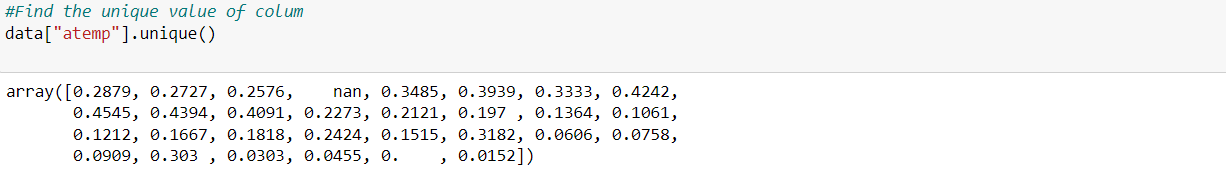 #Find the unique value of colum
data["atemp"].unique()
array([0.2879, 0.2727, 0.2576,    nan, 0.3485, 0.3939, 0.3333, 0.4242,
       0.4545, 0.4394, 0.4091, 0.2273, 0.2121, 0.197 , 0.1364, 0.1061,
       0.1212, 0.1667, 0.1818, 0.2424, 0.1515, 0.3182, 0.0606, 0.0758,
       0.0909, 0.303 , 0.0303, 0.0455, 0.    , 0.0152])